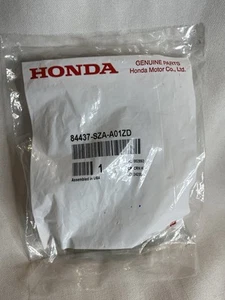 GENUINE PARTS
HONDA
Honda Motor Co., Ltd.
84437-SZA-A01ZD
1
Assembled in USA